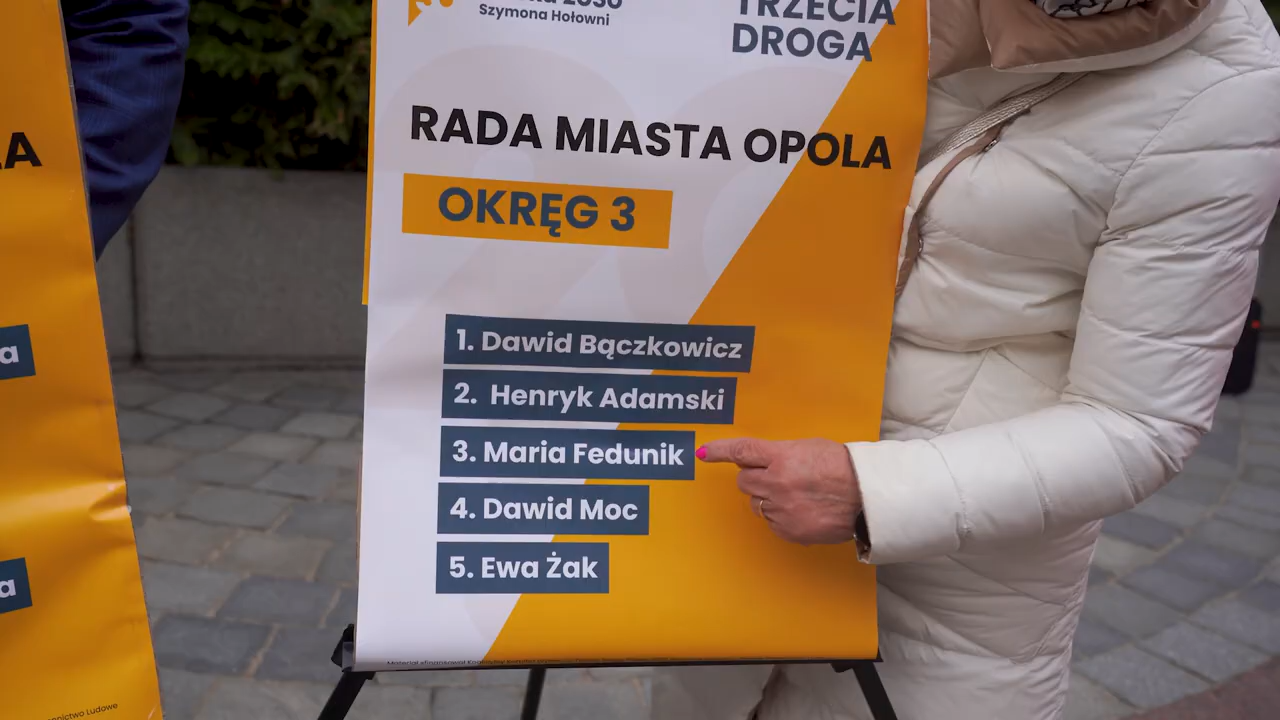 Szymona Hołowni
TRZECIA
DROGA
RADA MIASTA OPOLA
OKRĘG 3
1. Dawid Bączkowicz
2. Henryk Adamski
3. Maria Fedunik
4. Dawid Moc
5. Ewa Żak
Ludowe